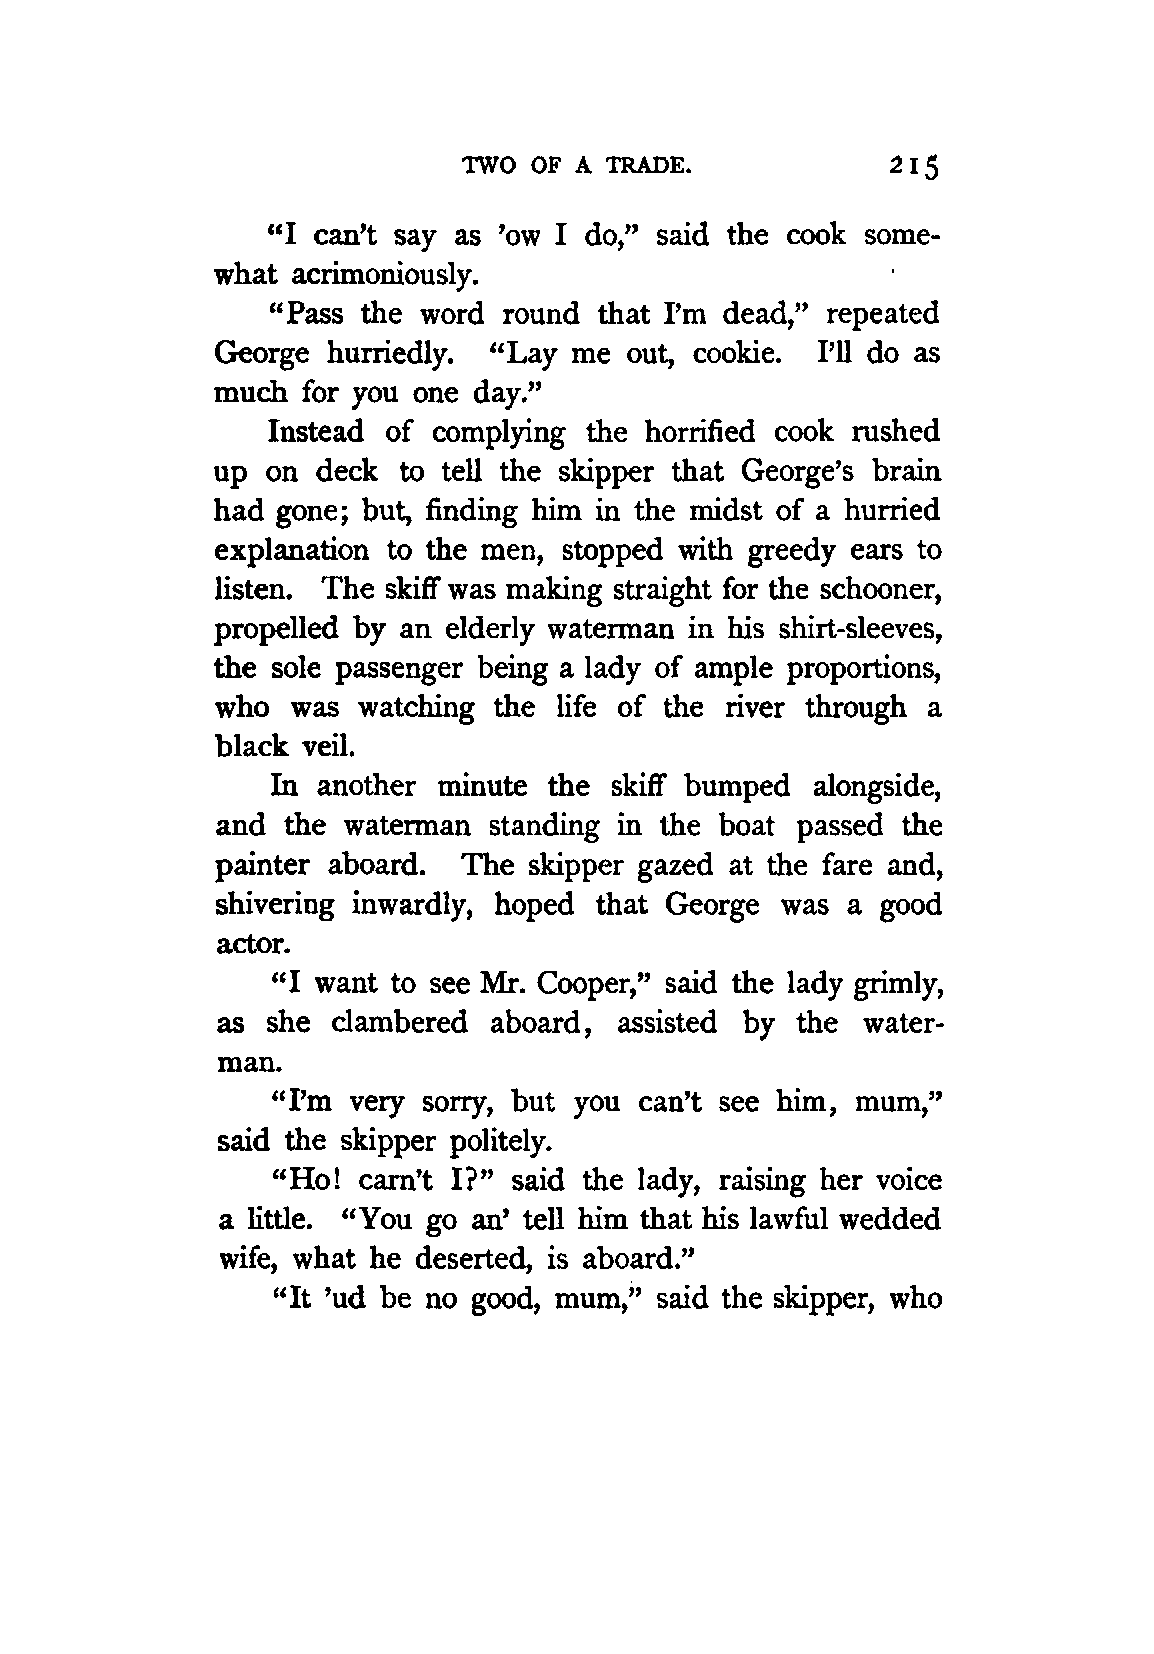 TWO OF A TRADE. 215
“I can’t say as ’ow I do,” said the cook some-
what acrimoniously.
“Pass the word round that I’m dead,” repeated
George hurriedly. “Lay me out, cookie. I’ll do as
much for you one day.”
Instead of complying the horrified cook rushed
up on deck to tell the skipper that George’s brain
had gone; but, finding him in the midst of a hurried
explanation to the men, stopped with greedy ears to
listen. The skiff was making straight for the schooner,
propelled by an elderly waterman in his shirt-sleeves,
the sole passenger being a lady of ample proportions,
who was watching the life of the river through a
black veil.
In another minute the skiff bumped alongside,
and the waterman standing in the boat passed the
painter aboard. The skipper gazed at the fare and,
shivering inwardly, hoped that George was a good
actor.
“I want to see Mr. Cooper,” said the lady grimly,
as she clambered aboard, assisted by the water-
man.
“I’m very sorry, but you can’t see him, mum,”
said the skipper politely.
“Ho! carn’t I?” said the lady, raising her voice
a little. “You go an’ tell him that his lawful wedded
wife, what he deserted, is aboard.”
“It ’ud be no good, mum,” said the skipper, who